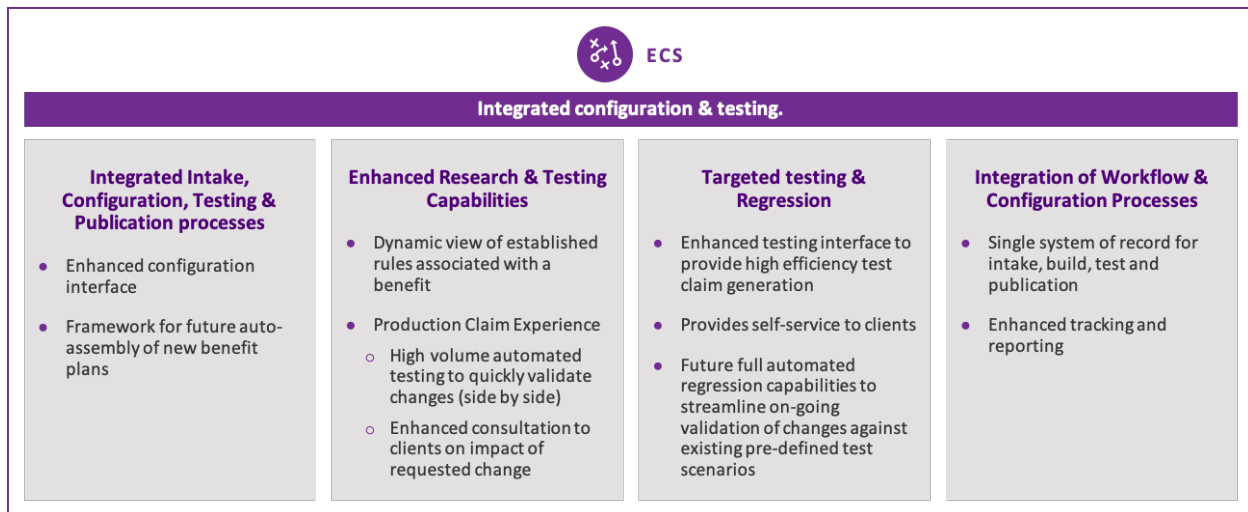 ECS
Integrated configuration & testing.
Integrated Intake,
Configuration, Testing &
Publication processes
● Enhanced configuration
interface
● Framework for future auto-
assembly of new benefit
plans
Enhanced Research & Testing
Capabilities
● Dynamic view of established
rules associated with a
benefit
● Production Claim Experience
o High volume automated
testing to quickly validate
changes (side by side)
o Enhanced consultation to
clients on impact of
requested change
Targeted testing &
Regression
● Enhanced testing interface to
provide high efficiency test
claim generation
● Provides self-service to clients
● Future full automated
regression capabilities to
streamline on-going
validation of changes against
existing pre-defined test
scenarios
Integration of Workflow &
Configuration Processes
● Single system of record for
intake, build, test and
publication
● Enhanced tracking and
reporting